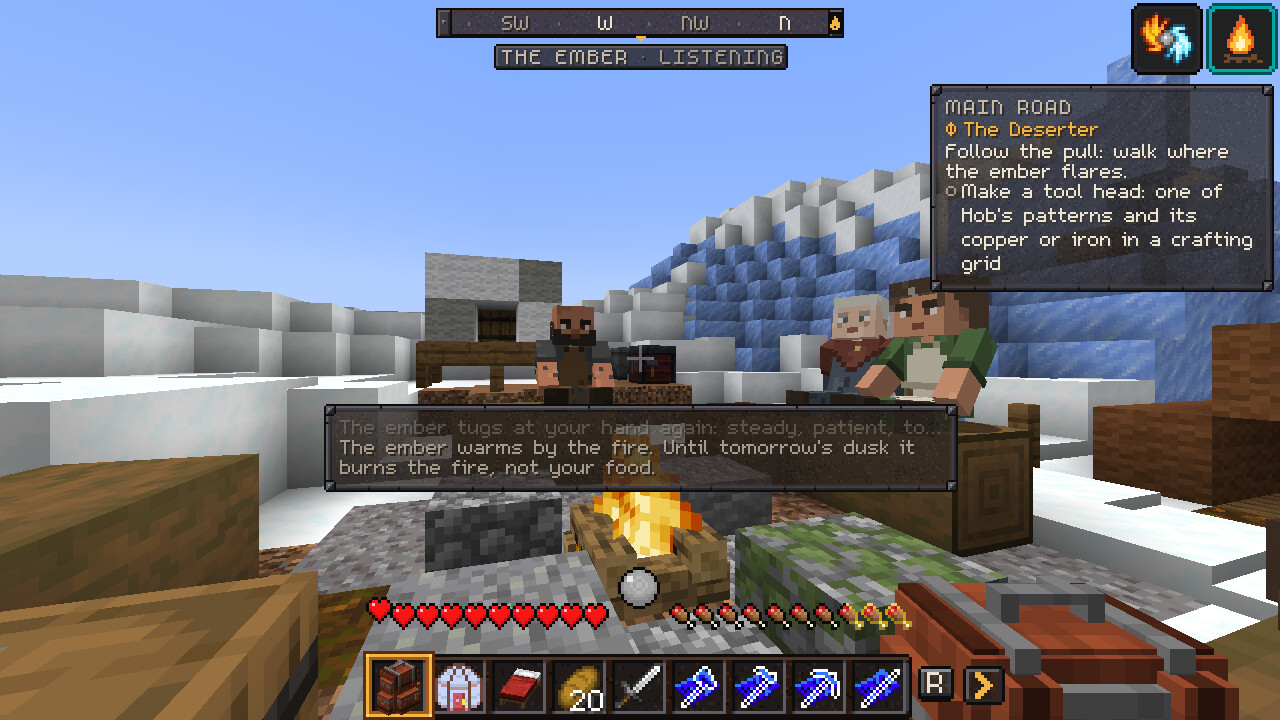 SW · W · NW · N
THE EMBER · LISTENING
MAIN ROAD
The Deserter
Follow the pull: walk where
the ember flares.
Make a tool head: one of
Hob's patterns and its
copper or iron in a crafting
grid
The ember tugs at your hand again: steady, patient, to...
The ember warms by the fire. Until tomorrow's dusk it
burns the fire, not your food.
20
R